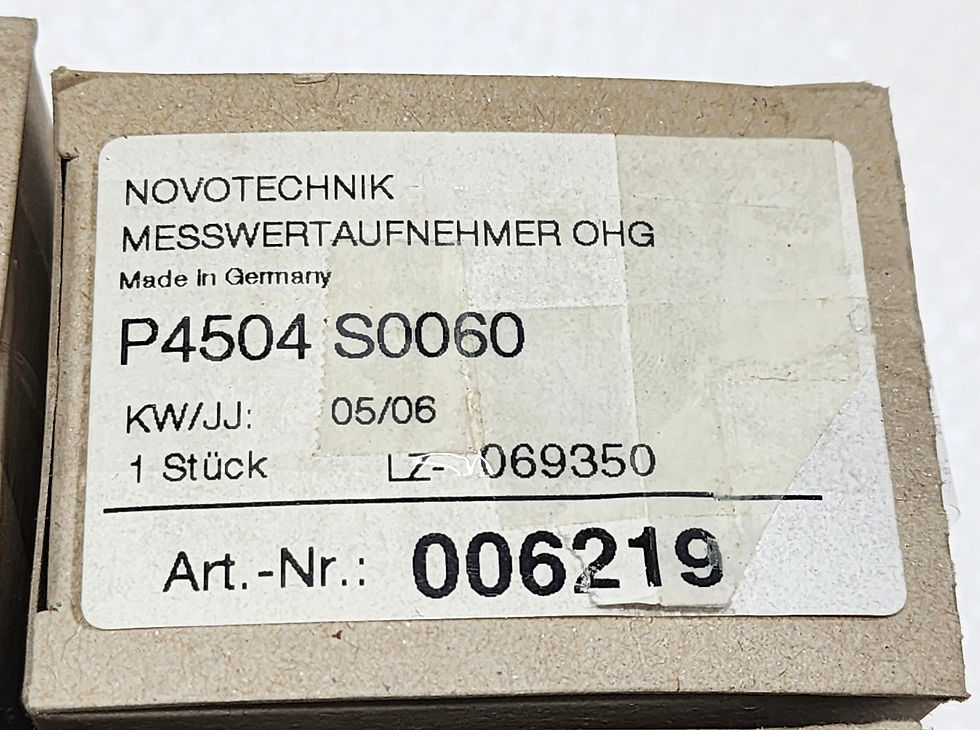 NOVOTECHNIK
MESSWERTAUFNEHMER OHG
Made in Germany
P4504 S0060
KW/JJ: 05/06
1 Stück LZ- 069350
Art.-Nr.: 006219